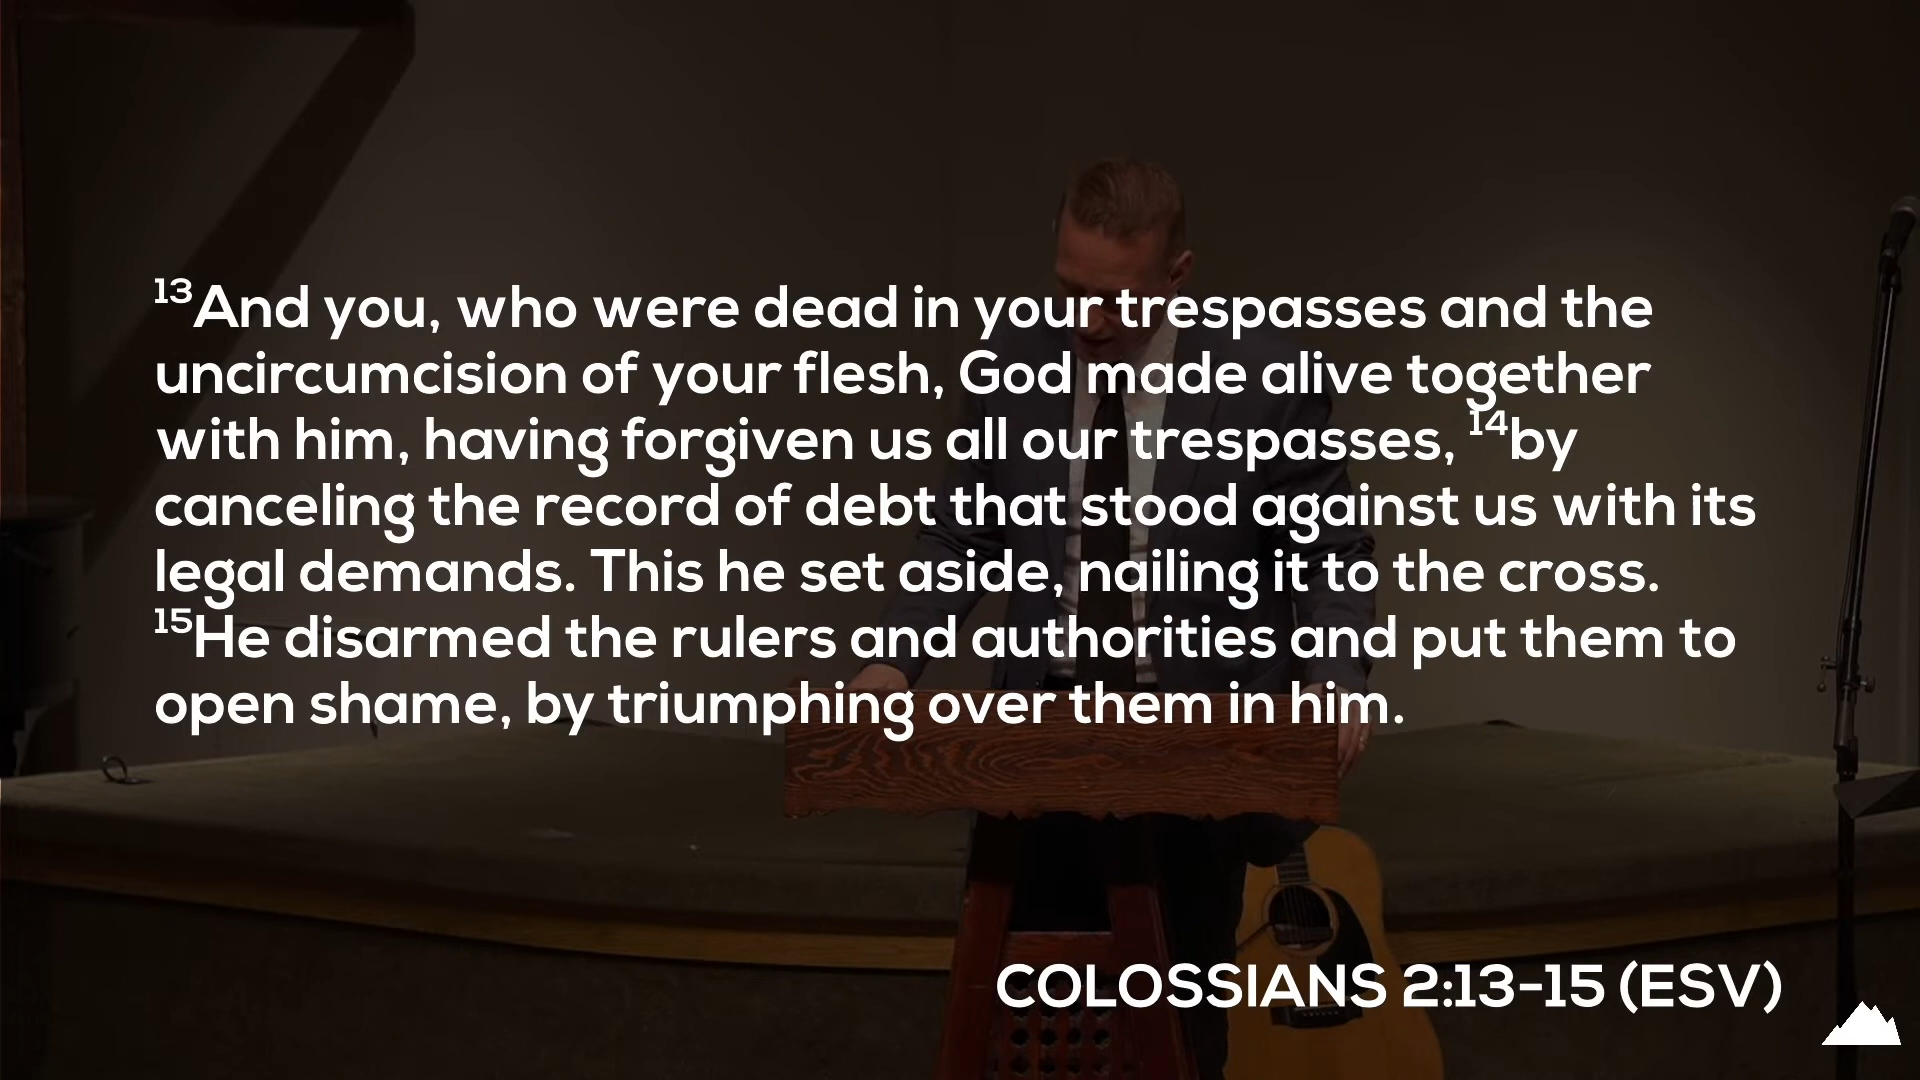 ¹³And you, who were dead in your trespasses and the
uncircumcision of your flesh, God made alive together
with him, having forgiven us all our trespasses, ¹⁴by
canceling the record of debt that stood against us with its
legal demands. This he set aside, nailing it to the cross.
¹⁵He disarmed the rulers and authorities and put them to
open shame, by triumphing over them in him.
COLOSSIANS 2:13-15 (ESV)